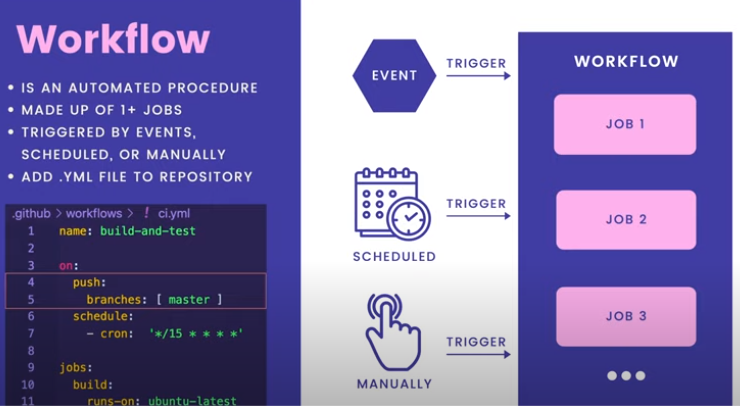 Workflow
• IS AN AUTOMATED PROCEDURE
• MADE UP OF 1+ JOBS
• TRIGGERED BY EVENTS,
SCHEDULED, OR MANUALLY
• ADD .YML FILE TO REPOSITORY
.github > workflows > ! ci.yml
1 name: build-and-test
2
3 on:
4 push:
5 branches: [ master ]
6 schedule:
7 - cron: '*/15 * * * *'
8
9 jobs:
10 build:
11 runs-on: ubuntu-latest
EVENT
TRIGGER
SCHEDULED
TRIGGER
MANUALLY
TRIGGER
WORKFLOW
JOB 1
JOB 2
JOB 3